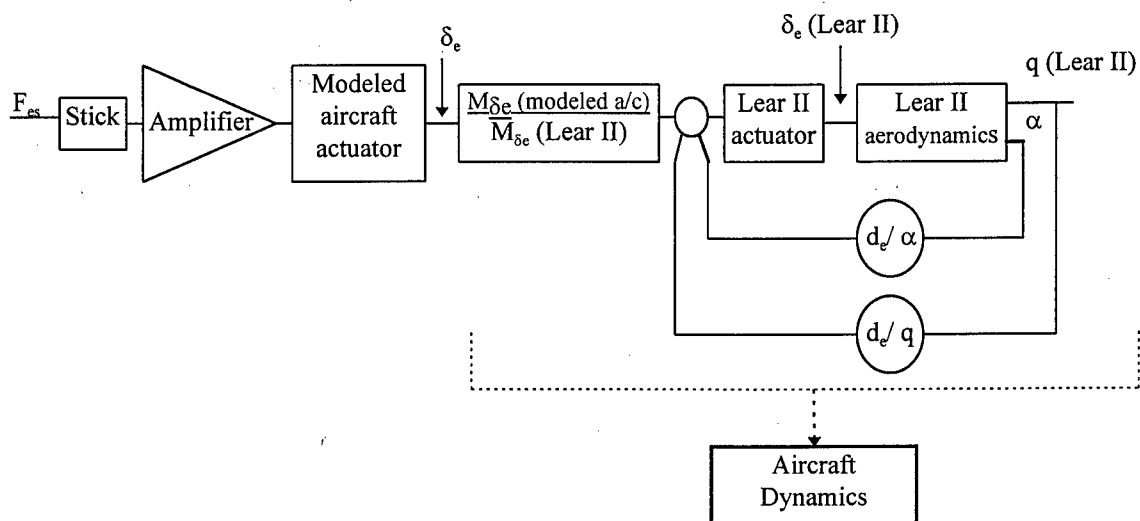 δe
δe (Lear II)
q (Lear II)
Fes
Stick
Amplifier
Modeled
aircraft
actuator
Mδe (modeled a/c)
Mδe (Lear II)
Lear II
actuator
Lear II
aerodynamics
α
de/ α
de/ q
Aircraft
Dynamics